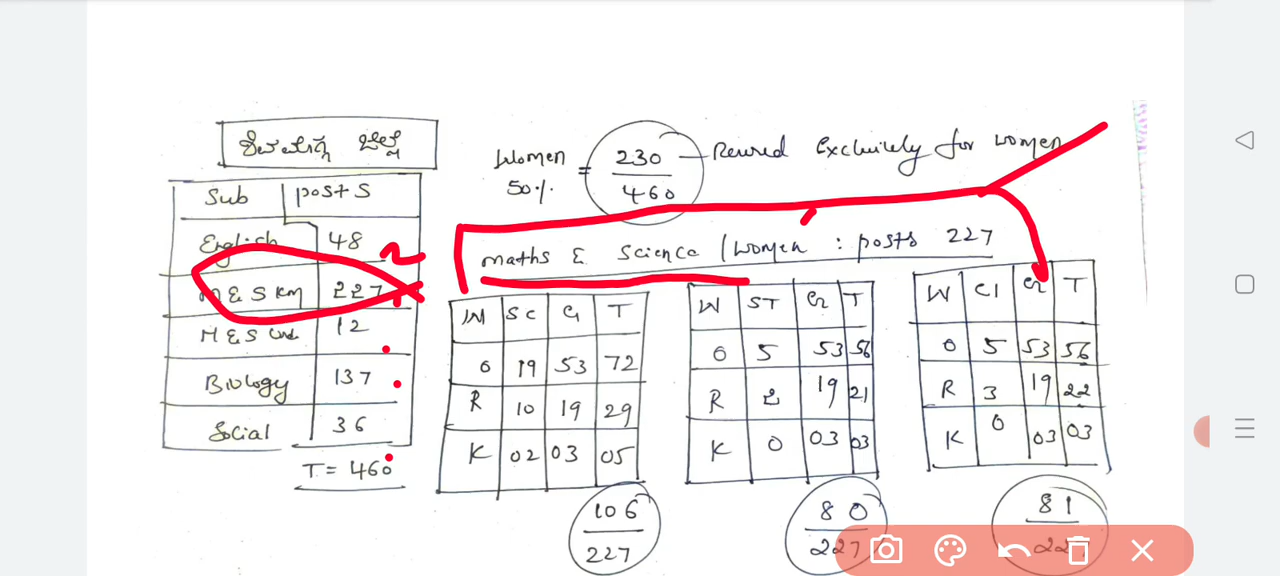 ಶಿವಮೊಗ್ಗ ಜಿಲ್ಲೆ
Sub posts
English 48
M & S km 227
M & S 12
Biology 137
Social 36
T = 460
Women 50% = 230 / 460 Exclusively for women
maths & Science / women : posts 227
W SC G T
O 19 53 72
R 10 19 29
K 02 03 05
106 / 227
W ST Gr T
O 5 53 56
R 2 19 21
K 0 03 03
80 / 227
W C1 Gr T
O 5 53 56
R 3 19 22
K 0 03 03
81